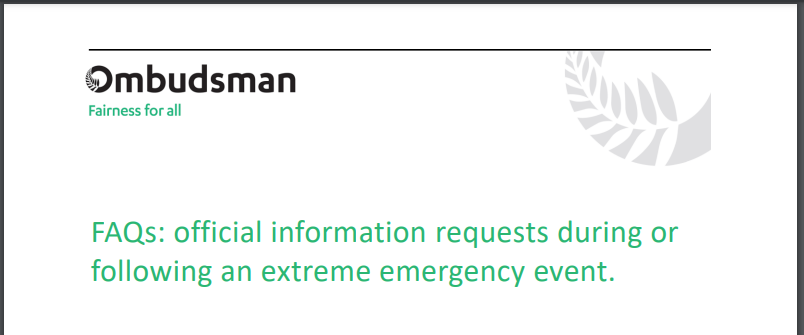 Ombudsman
Fairness for all
FAQs: official information requests during or
following an extreme emergency event.